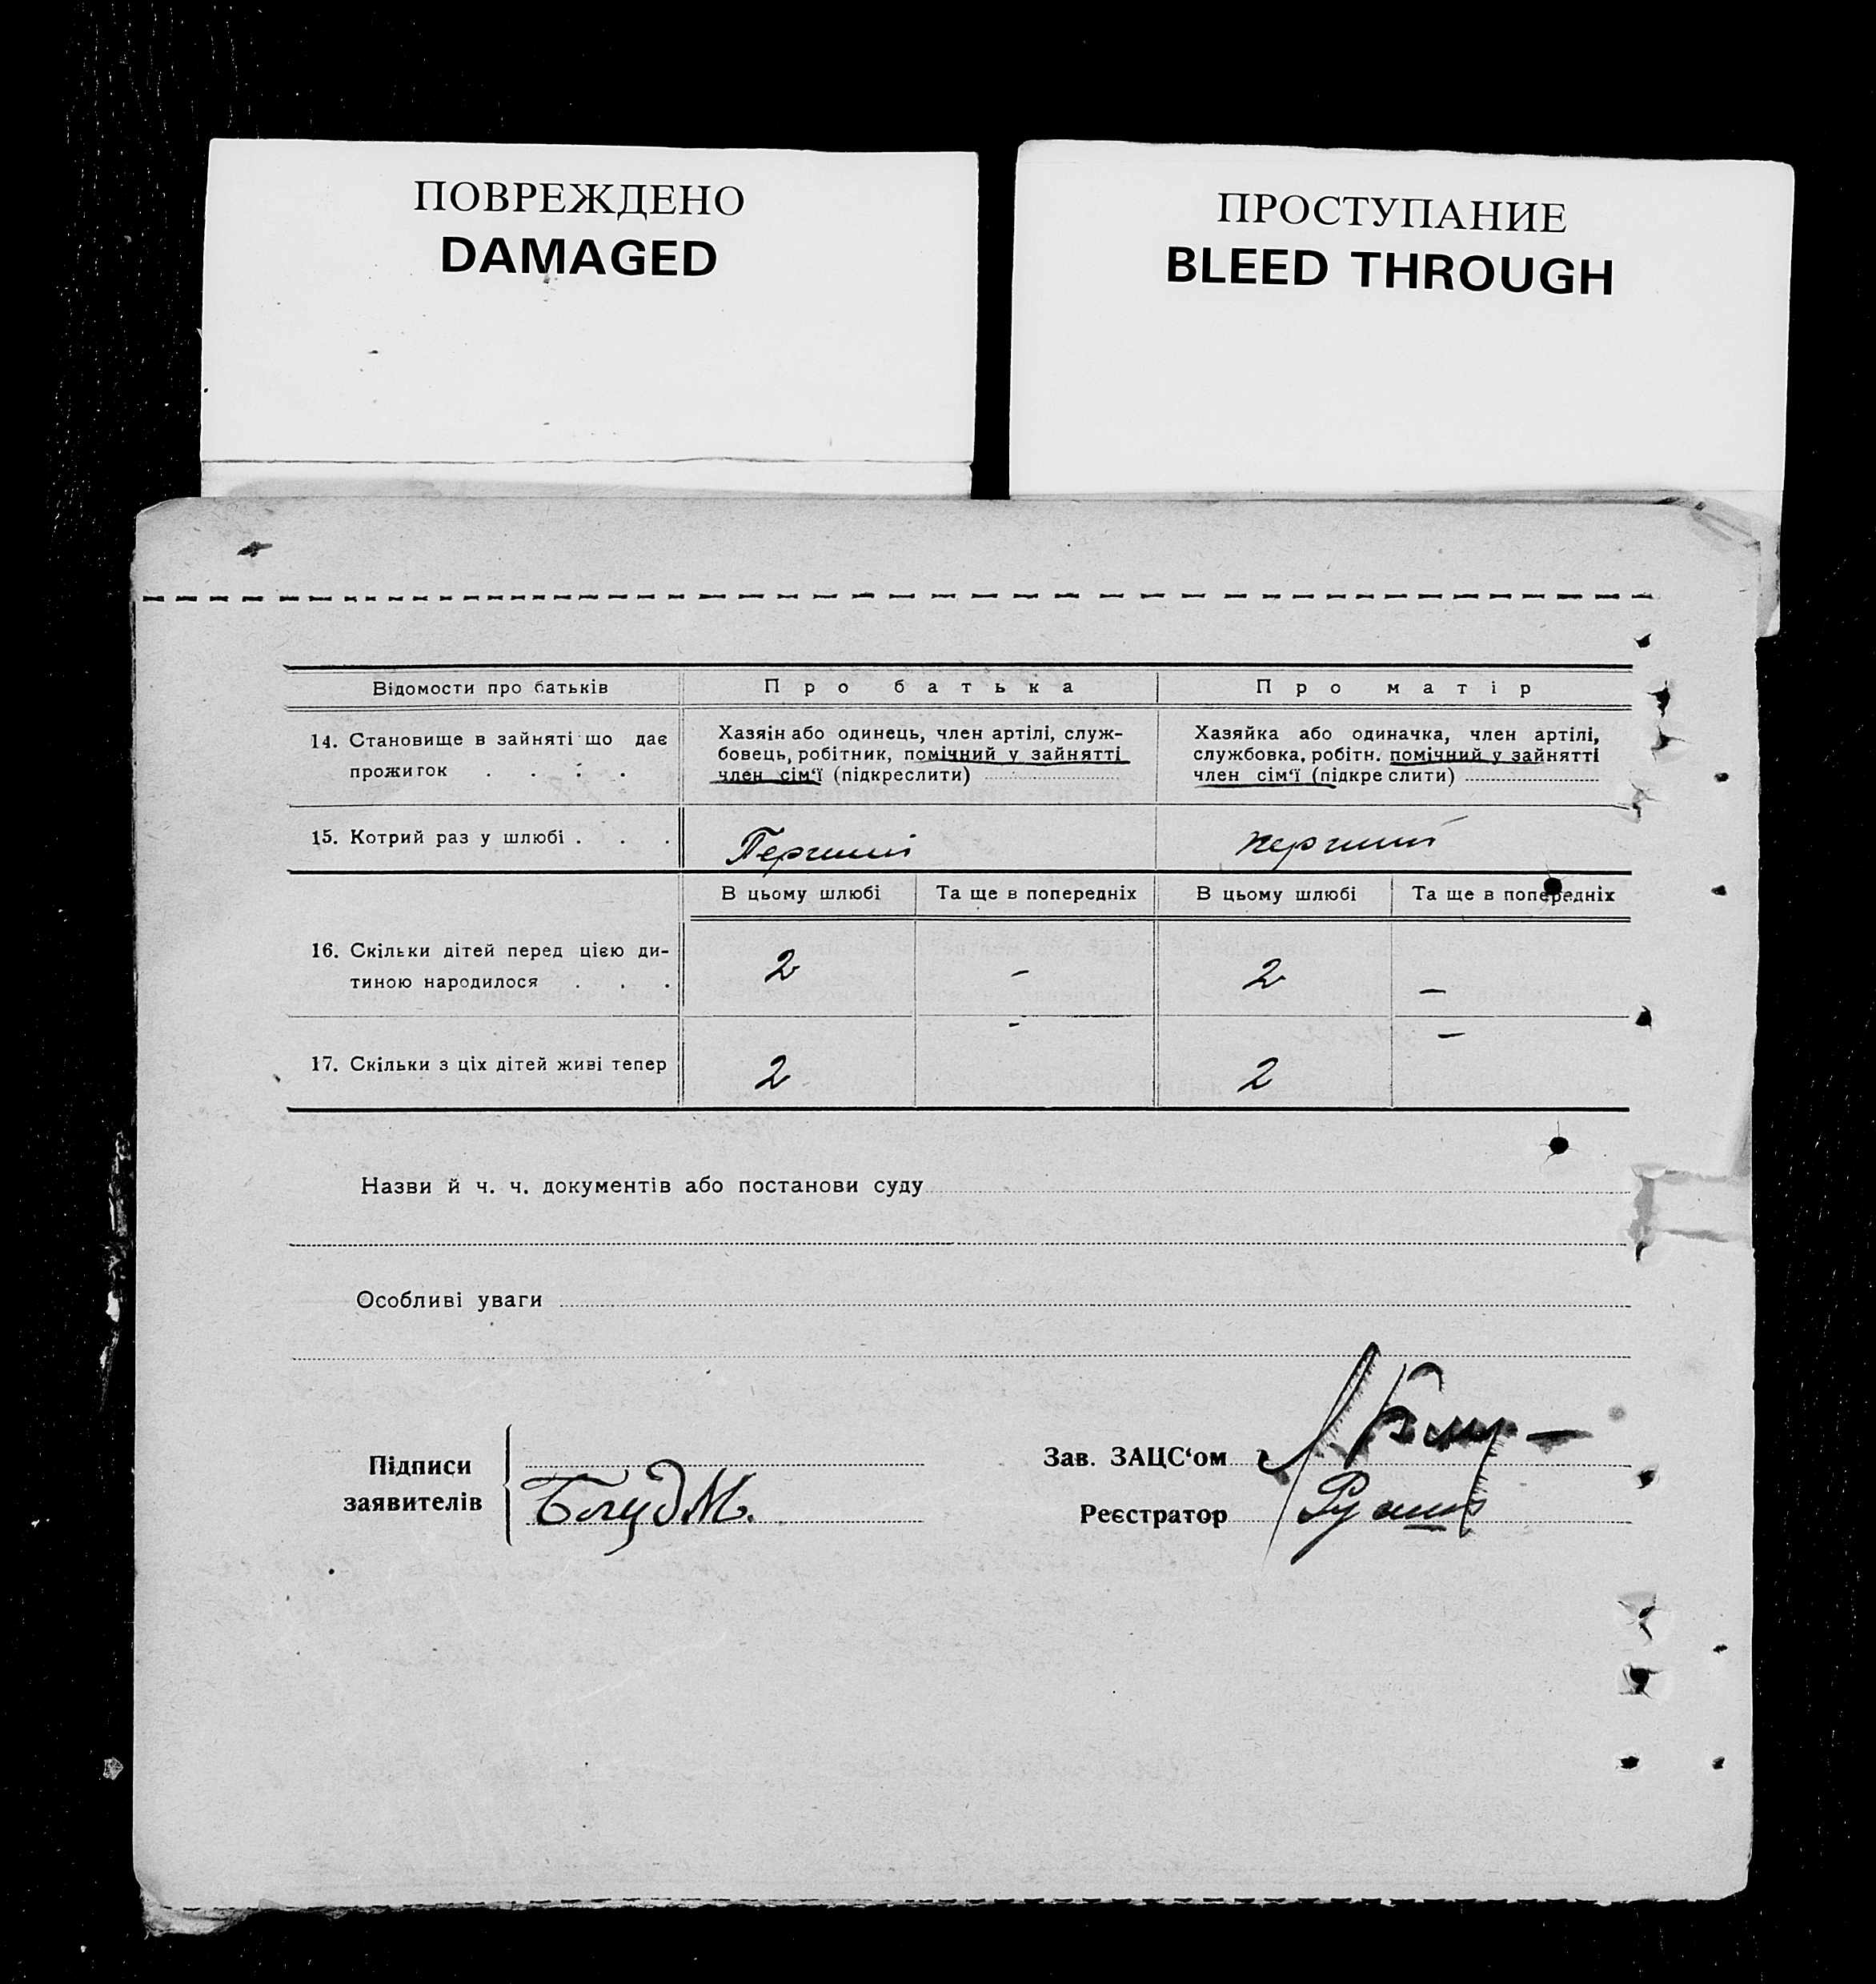 ПОВРЕЖДЕНО
DAMAGED
ПРОСТУПАНИЕ
BLEED THROUGH
Відомости про батьків
Про батька
Про матір
14. Становище в зайняті що дає
прожиток . . . .
Хазяїн або одинець, член артілі, служ-
бовець, робітник, помічний у зайнятті
член сім‘ї (підкреслити)
Хазяйка або одиначка, член артілі,
службовка, робітн. помічний у зайнятті
член сім‘ї (підкреслити)
15. Котрий раз у шлюбі . . .
Перший
перший
В цьому шлюбі
Та ще в попередніх
В цьому шлюбі
Та ще в попередніх
16. Скільки дітей перед цією ди-
тиною народилося . . .
2
-
2
-
17. Скільки з ціх дітей живі тепер
2
-
2
-
Назви й ч. ч. документів або постанови суду
Особливі уваги
Підписи
заявителів
Зав. ЗАЦС‘ом
Реєстратор